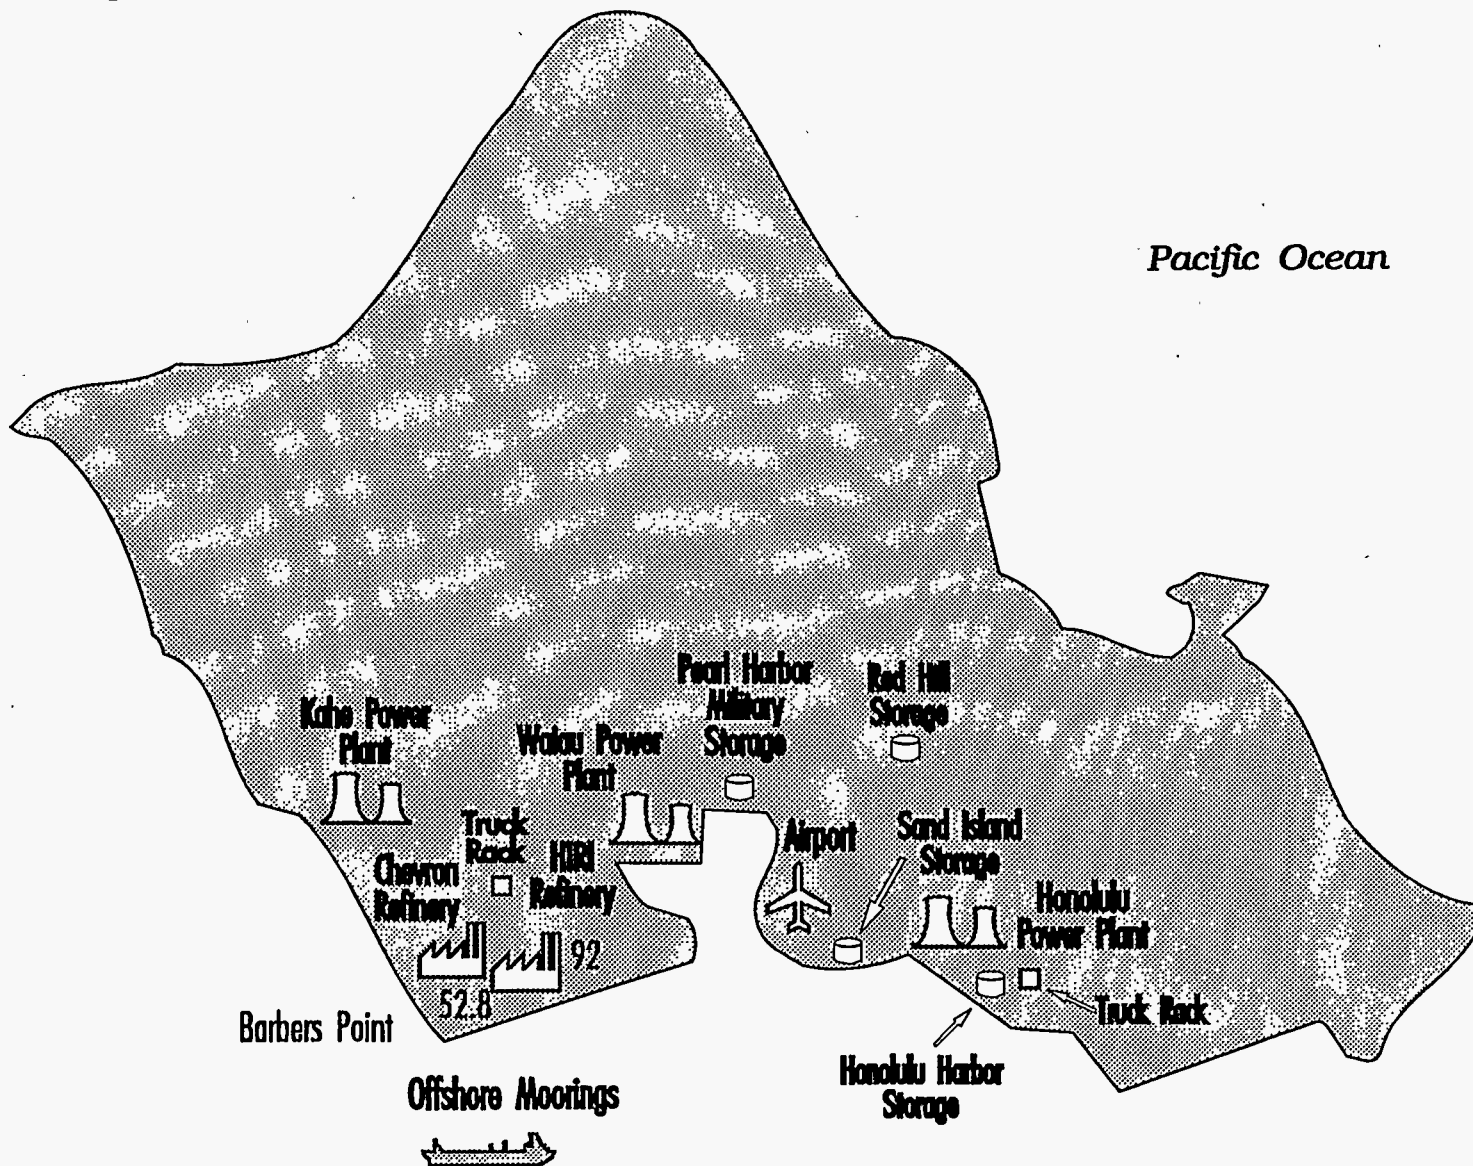 Pacific Ocean
Pearl Harbor
Military
Storage
Red Hill
Storage
Kahe Power
Plant
Waiau Power
Plant
Truck
Rack
Airport
Sand Island
Storage
Chevron
Refinery
HIRI
Refinery
Honolulu
Power Plant
92
52.8
Truck Rack
Barbers Point
Honolulu Harbor
Storage
Offshore Moorings